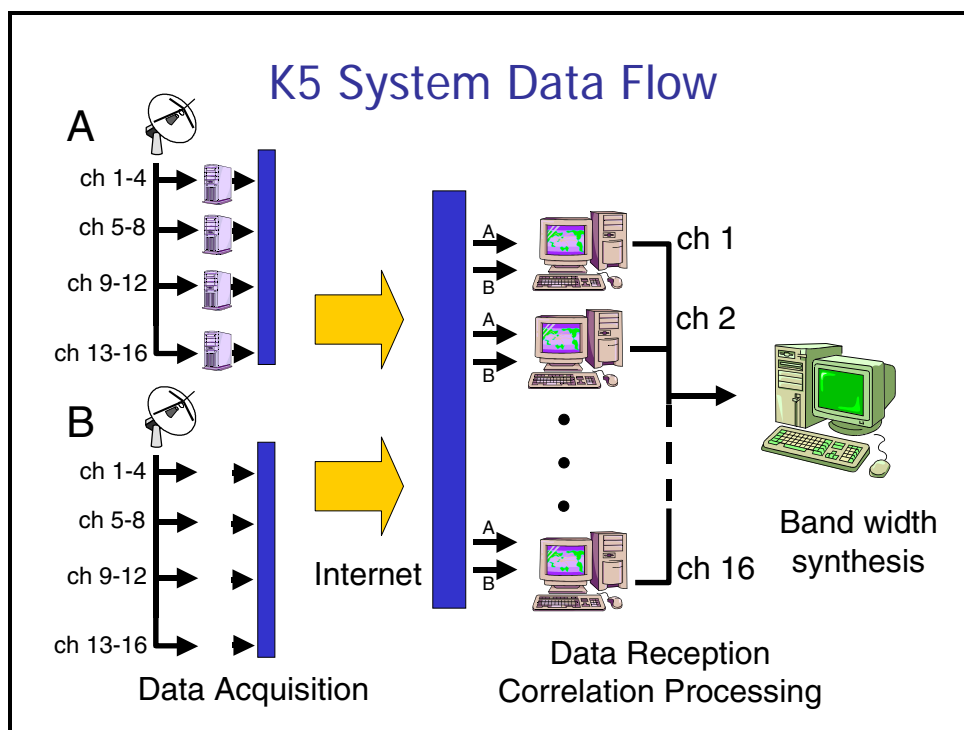 K5 System Data Flow
A
ch 1-4
ch 5-8
ch 9-12
ch 13-16
B
ch 1-4
ch 5-8
ch 9-12
ch 13-16
Data Acquisition
Internet
A
B
A
B
A
B
ch 1
ch 2
ch 16
Data Reception
Correlation Processing
Band width
synthesis